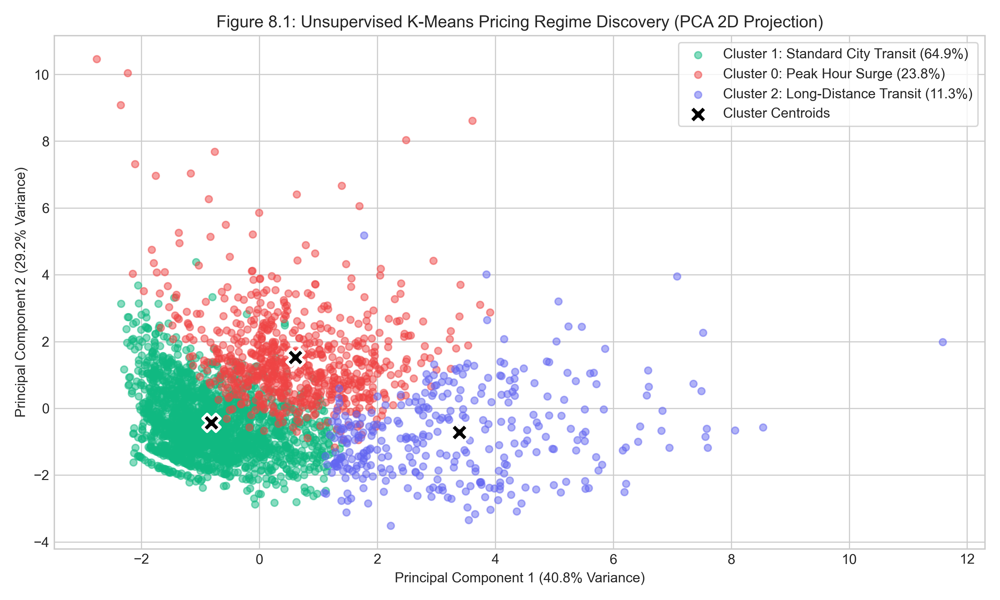 Figure 8.1: Unsupervised K-Means Pricing Regime Discovery (PCA 2D Projection)
Cluster 1: Standard City Transit (64.9%)
Cluster 0: Peak Hour Surge (23.8%)
Cluster 2: Long-Distance Transit (11.3%)
Cluster Centroids
Principal Component 2 (29.2% Variance)
10
8
6
4
2
0
−2
−4
−2
0
2
4
6
8
10
12
Principal Component 1 (40.8% Variance)